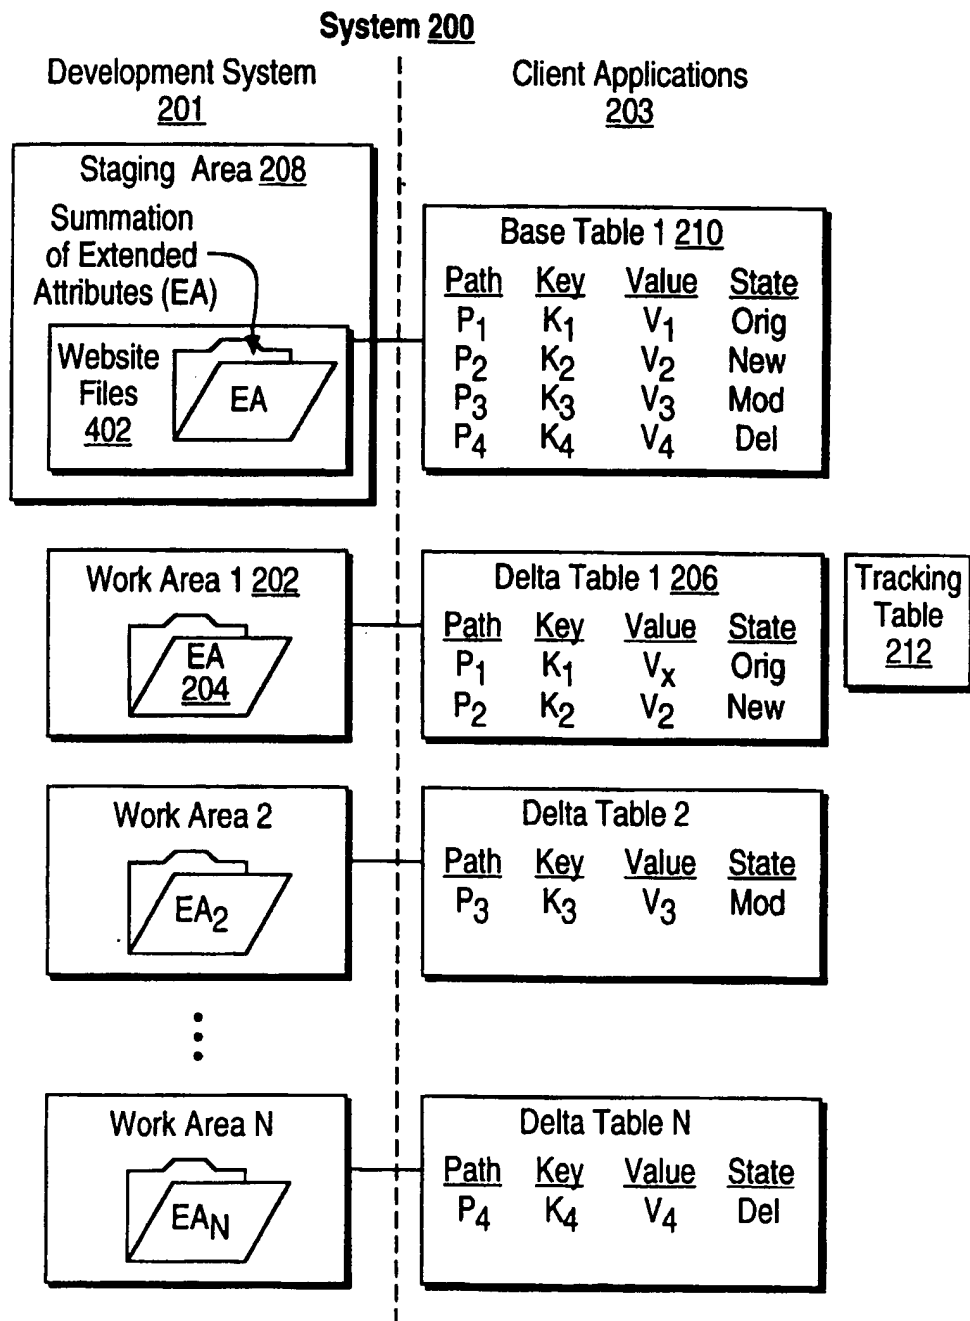 System 200
Development System
201
Client Applications
203
Staging Area 208
Summation
of Extended
Attributes (EA)
Website
Files
402
EA
Base Table 1 210
Path Key Value State
P1 K1 V1 Orig
P2 K2 V2 New
P3 K3 V3 Mod
P4 K4 V4 Del
Work Area 1 202
EA
204
Delta Table 1 206
Path Key Value State
P1 K1 Vx Orig
P2 K2 V2 New
Tracking
Table
212
Work Area 2
EA2
Delta Table 2
Path Key Value State
P3 K3 V3 Mod
Work Area N
EAN
Delta Table N
Path Key Value State
P4 K4 V4 Del